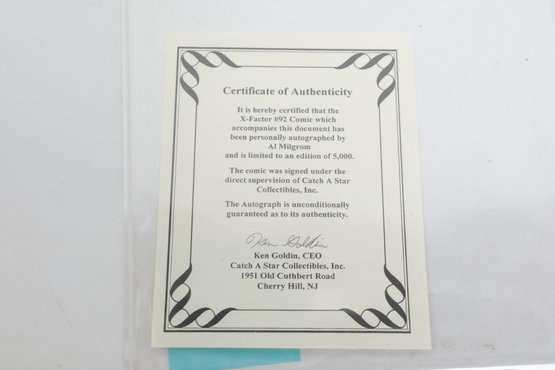 Certificate of Authenticity
It is hereby certified that the
X-Factor #92 Comic which
accompanies this document has
been personally autographed by
Al Milgrom
and is limited to an edition of 5,000.
The comic was signed under the
direct supervision of Catch A Star
Collectibles, Inc.
The Autograph is unconditionally
guaranteed as to its authenticity.
Ken Goldin
Ken Goldin, CEO
Catch A Star Collectibles, Inc.
1951 Old Cuthbert Road
Cherry Hill, NJ